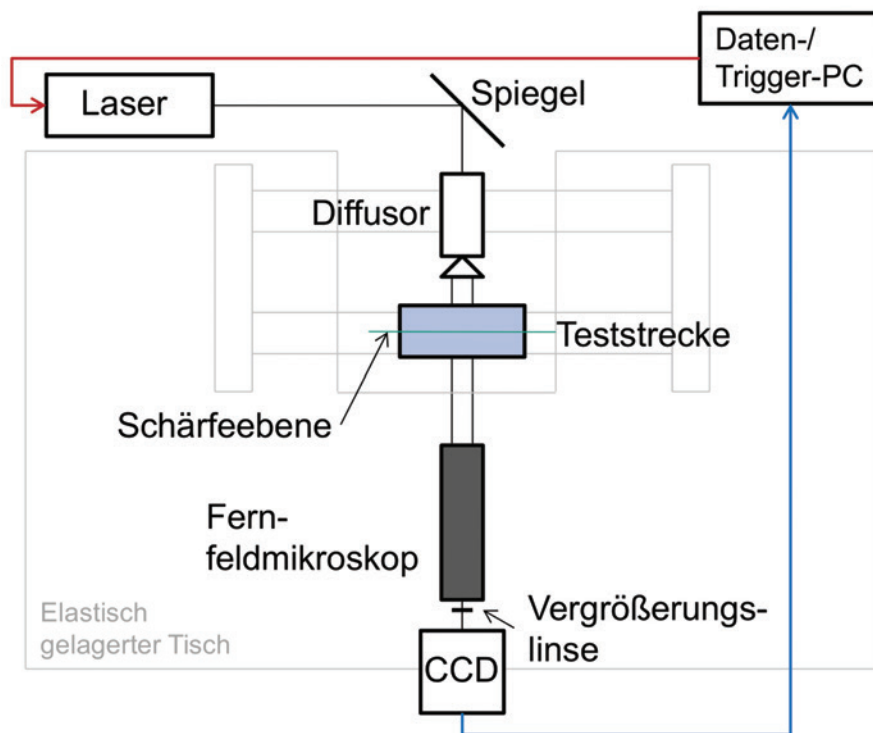 Daten-/
Trigger-PC
Laser
Spiegel
Diffusor
Teststrecke
Schärfeebene
Fern-
feldmikroskop
Vergrößerungs-
linse
Elastisch
gelagerter Tisch
CCD